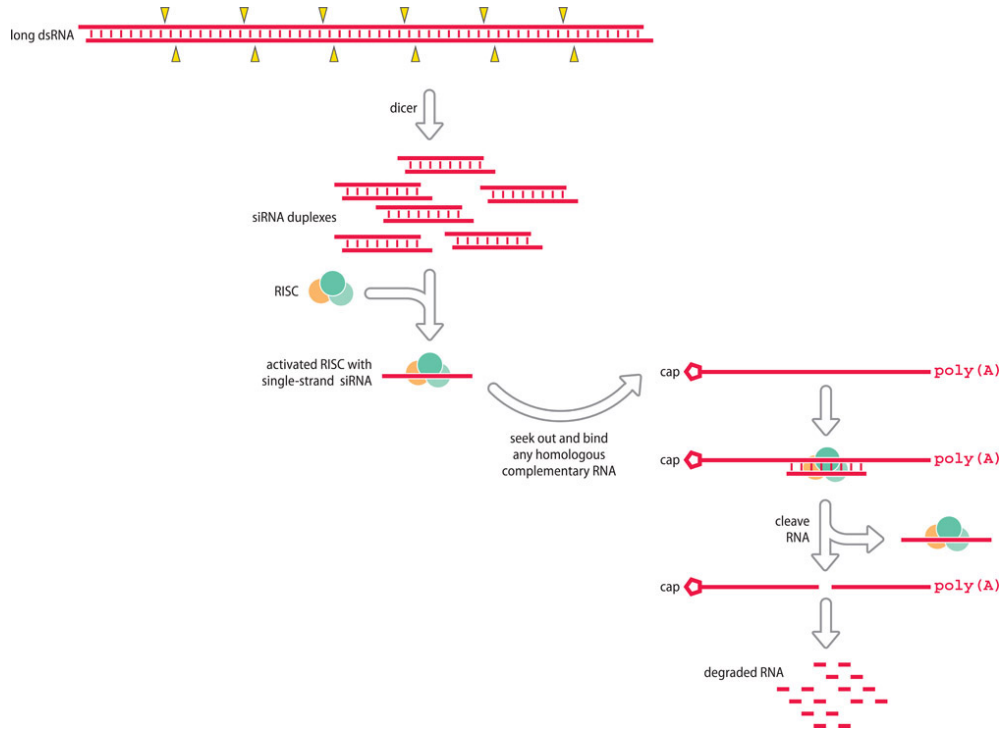 long dsRNA
dicer
siRNA duplexes
RISC
activated RISC with
single-strand siRNA
seek out and bind
any homologous
complementary RNA
cap poly(A)
cap poly(A)
cleave
RNA
cap poly(A)
degraded RNA